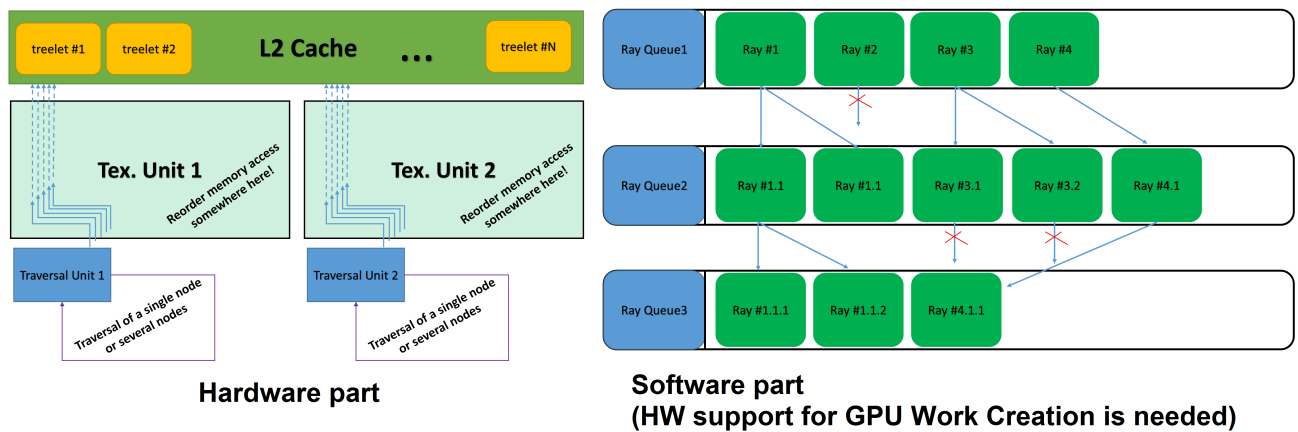 treelet #1
treelet #2
L2 Cache
...
treelet #N
Tex. Unit 1
Reorder memory access
somewhere here!
Tex. Unit 2
Reorder memory access
somewhere here!
Traversal Unit 1
Traversal of a single node
or several nodes
Traversal Unit 2
Traversal of a single node
or several nodes
Hardware part
Ray Queue1
Ray #1
Ray #2
Ray #3
Ray #4
Ray Queue2
Ray #1.1
Ray #1.1
Ray #3.1
Ray #3.2
Ray #4.1
Ray Queue3
Ray #1.1.1
Ray #1.1.2
Ray #4.1.1
Software part
(HW support for GPU Work Creation is needed)